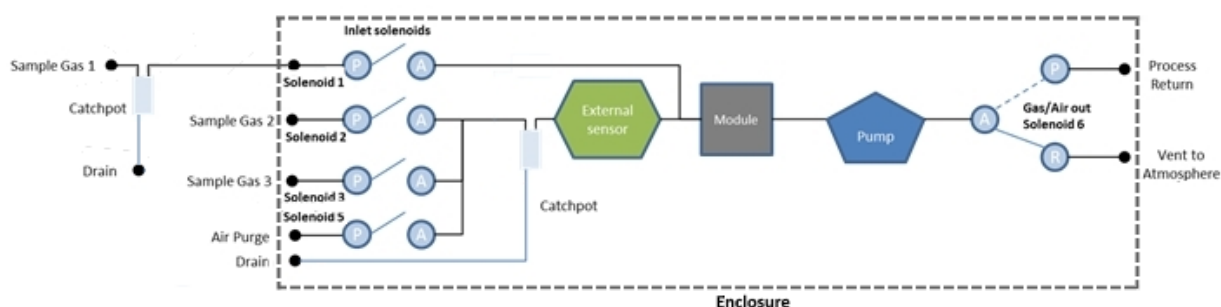 Inlet solenoids
Sample Gas 1
Solenoid 1
P
A
P
Process
Return
Catchpot
External
sensor
Module
Pump
Gas/Air out
Solenoid 6
A
Sample Gas 2
Solenoid 2
P
A
R
Vent to
Atmosphere
Drain
Sample Gas 3
Solenoid 3
P
A
Catchpot
Solenoid 5
Air Purge
P
A
Drain
Enclosure